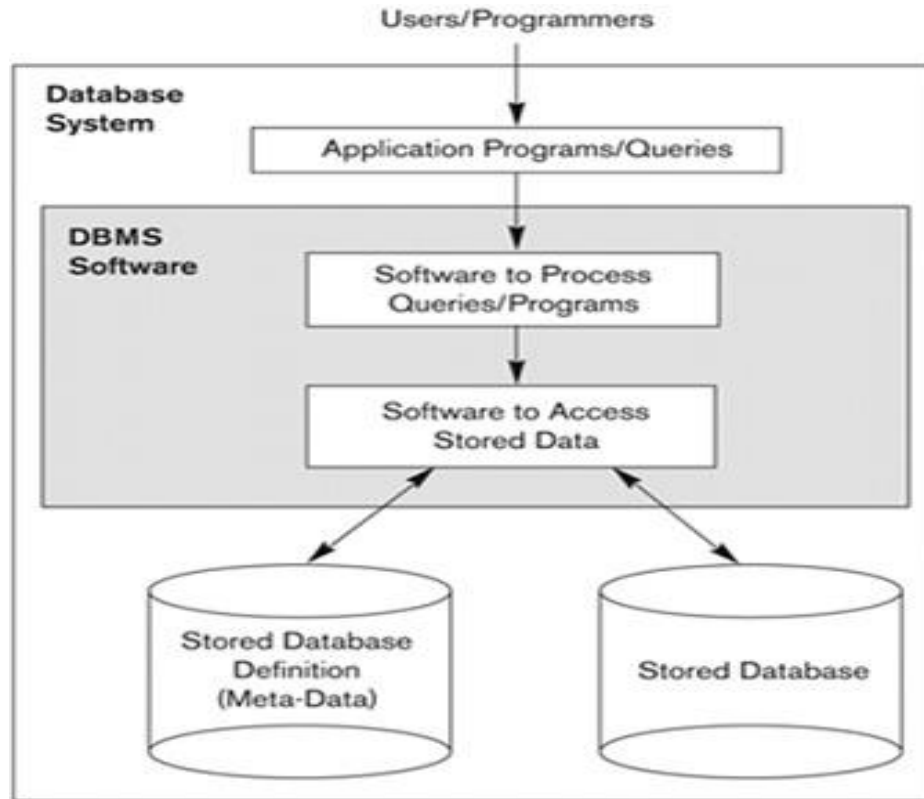 Users/Programmers
Database
System
Application Programs/Queries
DBMS
Software
Software to Process
Queries/Programs
Software to Access
Stored Data
Stored Database
Definition
(Meta-Data)
Stored Database